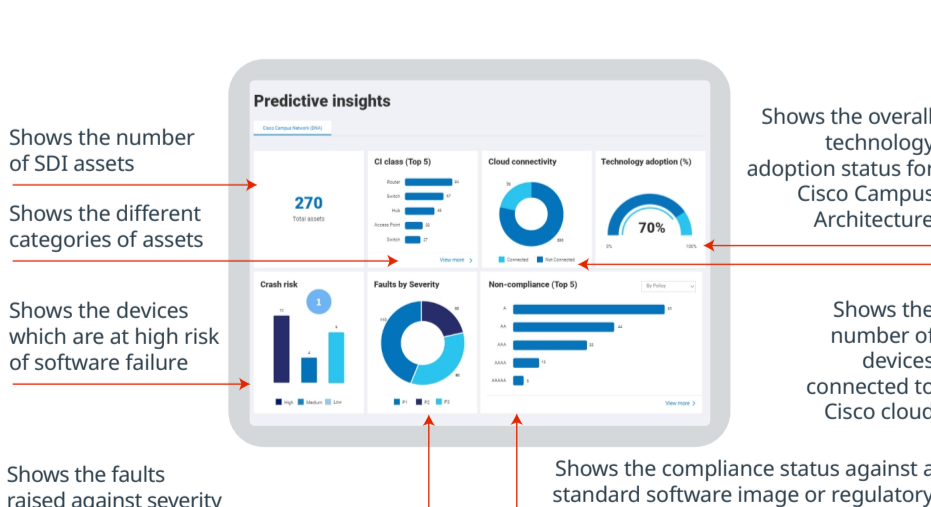 Predictive insights
Cisco Campus Network (DNA)
Shows the number
of SDI assets
Shows the different
categories of assets
Shows the devices
which are at high risk
of software failure
Shows the faults
raised against severity
270
Total assets
CI class (Top 5)
Router
Switch
Hub
Access Point
Switch
View more >
Cloud connectivity
Connected
Not Connected
Technology adoption (%)
70%
0%
100%
Crash risk
1
High
Medium
Low
Faults by Severity
P1
P2
P3
Non-compliance (Top 5)
By Policy
A
AA
AAA
AAAA
AAAAA
View more >
Shows the overall
technology
adoption status for
Cisco Campus
Architecture
Shows the
number of
devices
connected to
Cisco cloud
Shows the compliance status against a
standard software image or regulatory